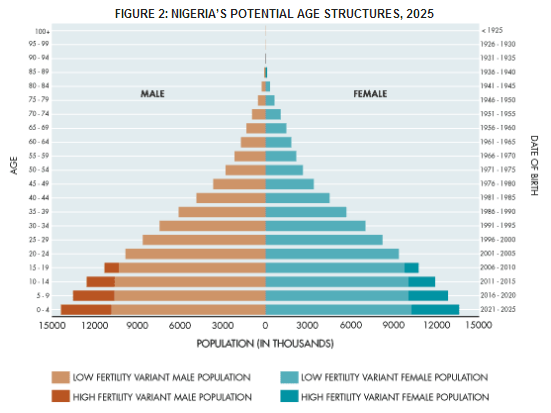 FIGURE 2: NIGERIA'S POTENTIAL AGE STRUCTURES, 2025
100+ < 1925
95-99 1926-1930
90-94 1931-1935
85-89 1936-1940
80-84 1941-1945
MALE FEMALE
75-79 1946-1950
70-74 1951-1955
65-69 1956-1960
60-64 1961-1965
55-59 1966-1970
50-54 1971-1975
45-49 1976-1980
40-44 1981-1985
35-39 1986-1990
30-34 1991-1995
25-29 1996-2000
20-24 2001-2005
15-19 2006-2010
10-14 2011-2015
5-9 2016-2020
0-4 2021-2025
AGE
DATE OF BIRTH
15000 12000 9000 6000 3000 0 3000 6000 9000 12000 15000
POPULATION (IN THOUSANDS)
LOW FERTILITY VARIANT MALE POPULATION LOW FERTILITY VARIANT FEMALE POPULATION
HIGH FERTILITY VARIANT MALE POPULATION HIGH FERTILITY VARIANT FEMALE POPULATION